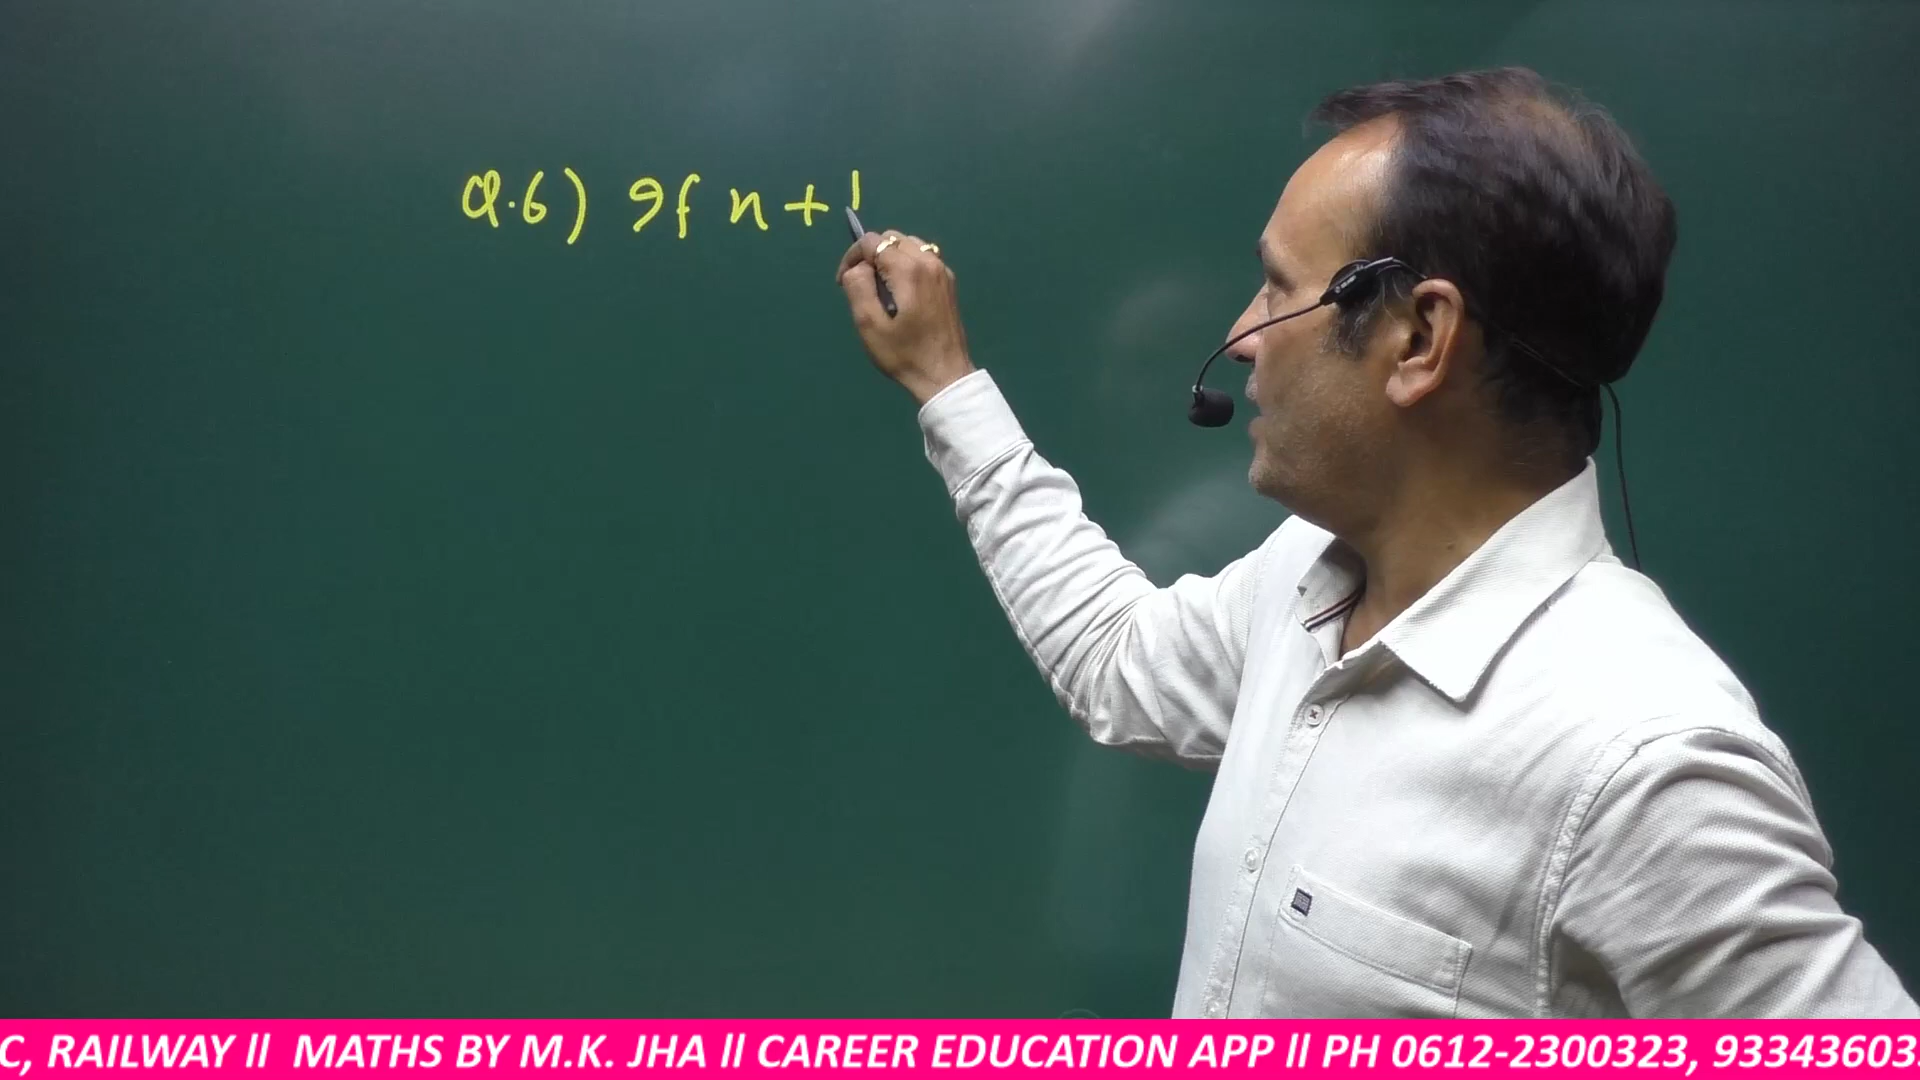 Q.6) If n+1
C, RAILWAY ll MATHS BY M.K. JHA ll CAREER EDUCATION APP ll PH 0612-2300323, 93343603